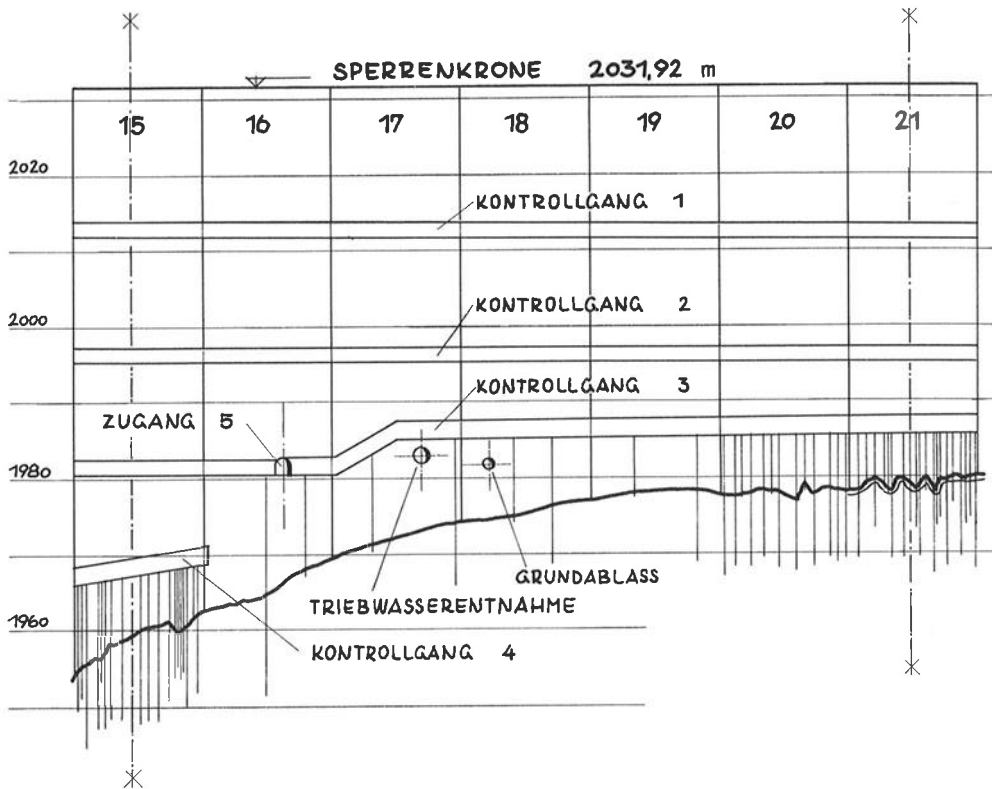 SPERRENKRONE 2031,92 m
15 16 17 18 19 20 21
2020
KONTROLLGANG 1
2000
KONTROLLGANG 2
KONTROLLGANG 3
ZUGANG 5
1980
GRUNDABLASS
TRIEBWASSERENTNAHME
1960
KONTROLLGANG 4